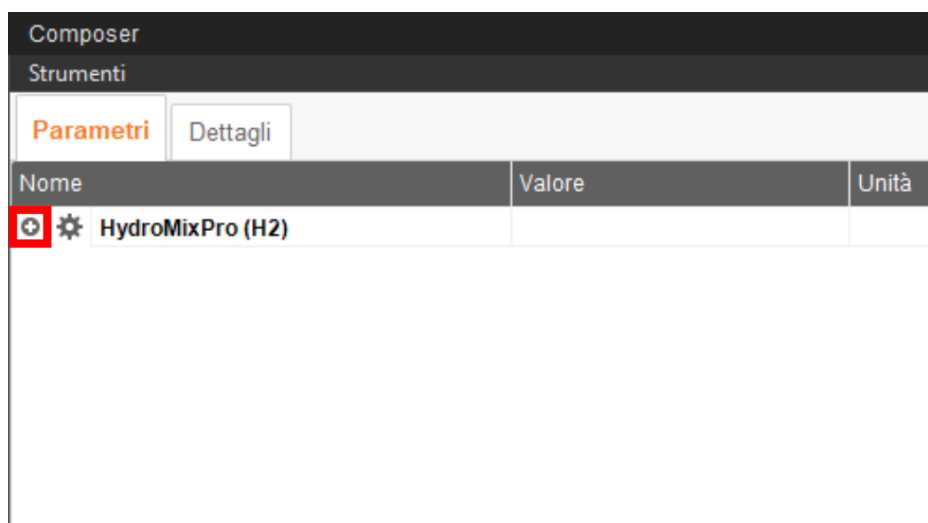 Composer
Strumenti
Parametri Dettagli
Nome Valore Unità
HydroMixPro (H2)